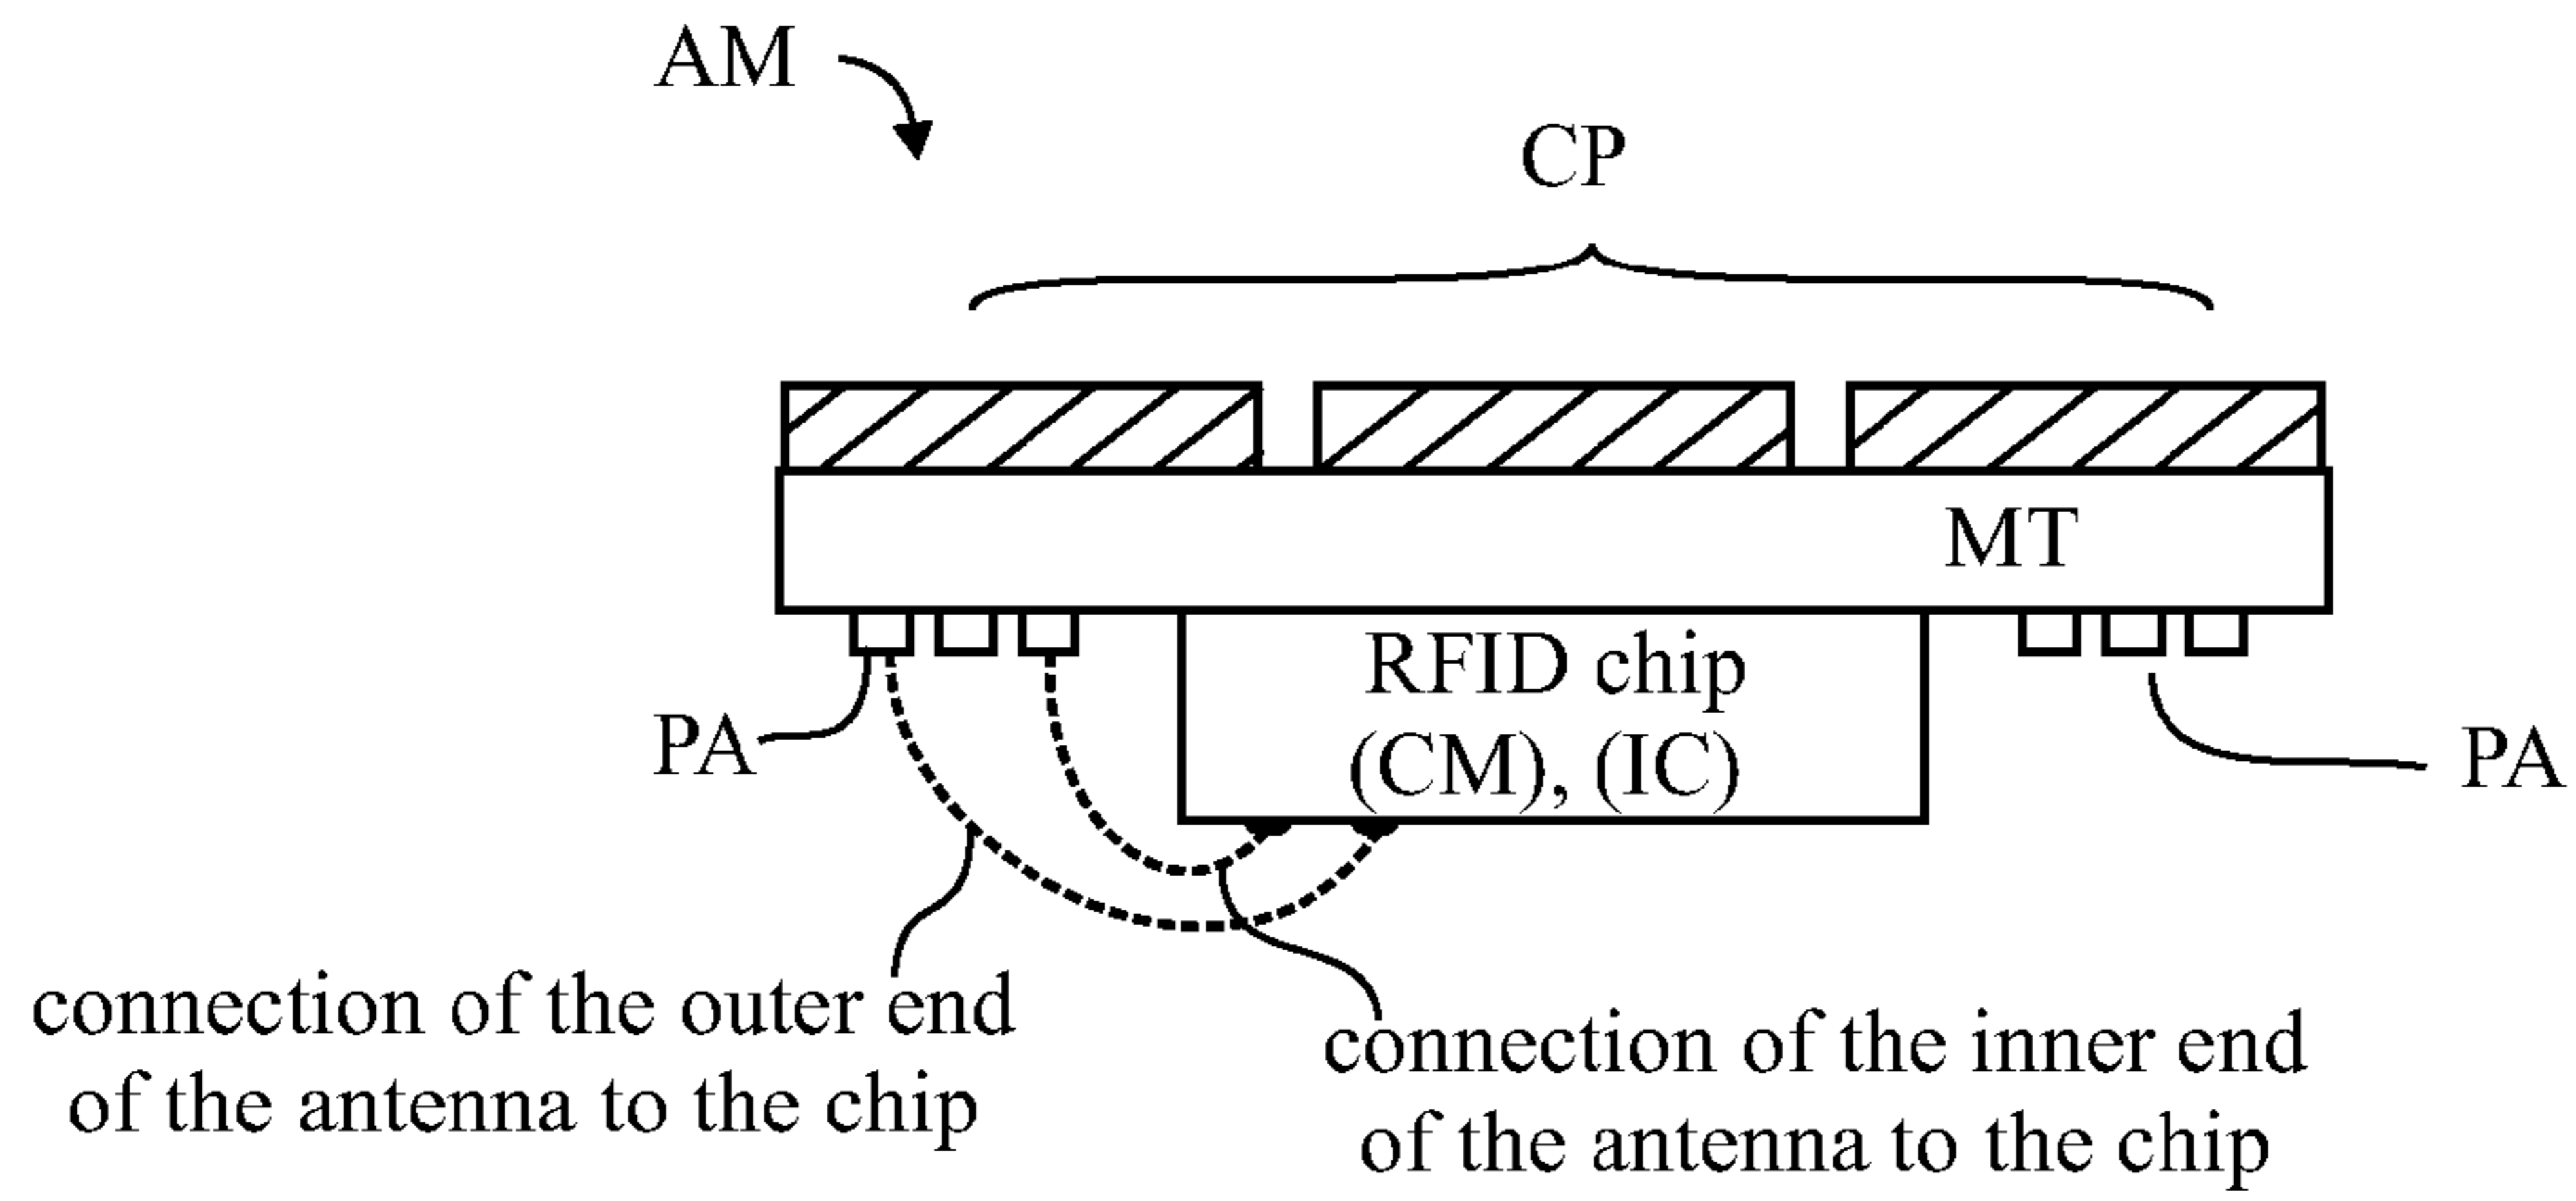 AM
CP
MT
RFID chip
(CM), (IC)
PA
PA
connection of the outer end
of the antenna to the chip
connection of the inner end
of the antenna to the chip